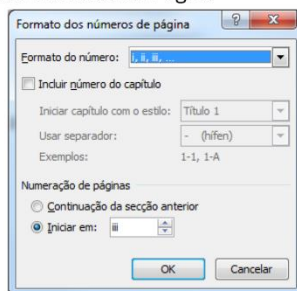 Formato dos números de página
Formato do número: i, ii, iii, ...
Incluir número do capítulo
Iniciar capítulo com o estilo: Título 1
Usar separador: - (hífen)
Exemplos: 1-1, 1-A
Numeração de páginas
Continuação da secção anterior
Iniciar em: iii
OK Cancelar